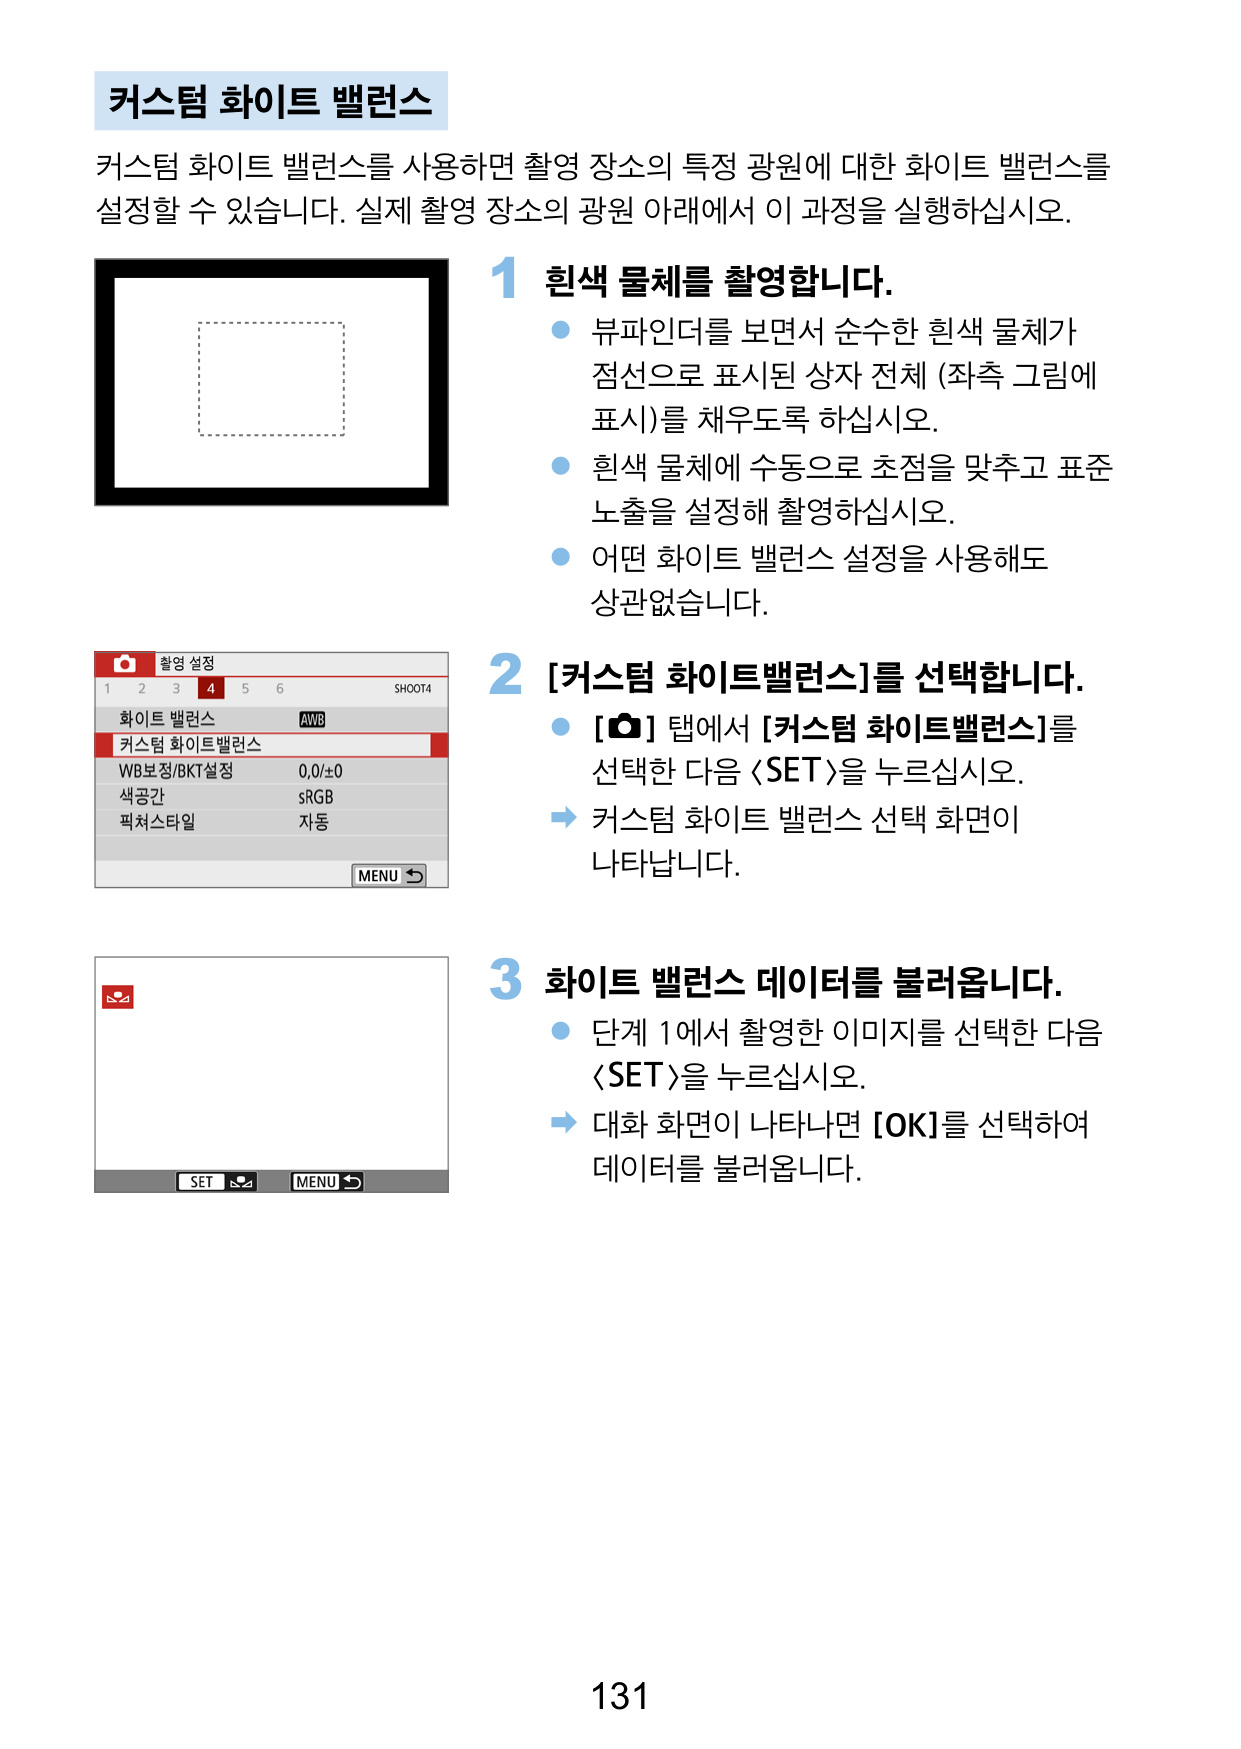 커스텀 화이트 밸런스
커스텀 화이트 밸런스를 사용하면 촬영 장소의 특정 광원에 대한 화이트 밸런스를
설정할 수 있습니다. 실제 촬영 장소의 광원 아래에서 이 과정을 실행하십시오.
1 흰색 물체를 촬영합니다.
● 뷰파인더를 보면서 순수한 흰색 물체가
점선으로 표시된 상자 전체 (좌측 그림에
표시)를 채우도록 하십시오.
● 흰색 물체에 수동으로 초점을 맞추고 표준
노출을 설정해 촬영하십시오.
● 어떤 화이트 밸런스 설정을 사용해도
상관없습니다.
촬영 설정
1 2 3 4 5 6 SHOOT4
화이트 밸런스 AWB
커스텀 화이트밸런스
WB보정/BKT설정 0,0/±0
색공간 sRGB
픽쳐스타일 자동
MENU
2 [커스텀 화이트밸런스]를 선택합니다.
● [] 탭에서 [커스텀 화이트밸런스]를
선택한 다음 <SET>을 누르십시오.
➡ 커스텀 화이트 밸런스 선택 화면이
나타납니다.
SET MENU
3 화이트 밸런스 데이터를 불러옵니다.
● 단계 1에서 촬영한 이미지를 선택한 다음
<SET>을 누르십시오.
➡ 대화 화면이 나타나면 [OK]를 선택하여
데이터를 불러옵니다.
131